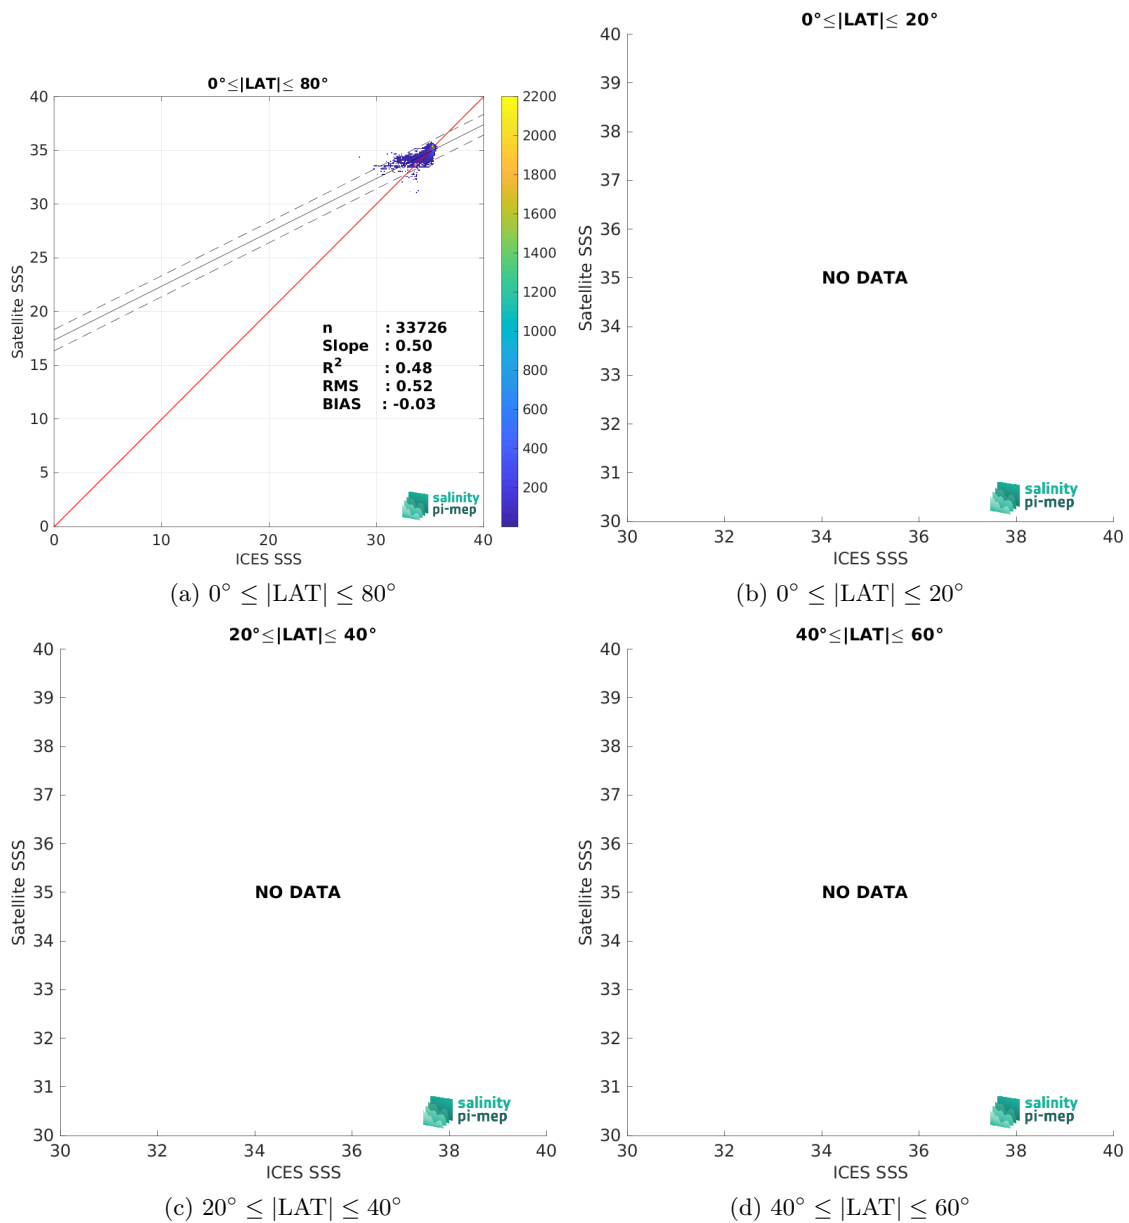 0°≤|LAT|≤ 80°
40
35
30
25
20
15
10
5
0
Satellite SSS
0
10
20
30
40
ICES SSS
n : 33726
Slope : 0.50
R² : 0.48
RMS : 0.52
BIAS : -0.03
salinity
pi-mep
2200
2000
1800
1600
1400
1200
1000
800
600
400
200
(a) 0° ≤ |LAT| ≤ 80°
0°≤|LAT|≤ 20°
40
39
38
37
36
35
34
33
32
31
30
Satellite SSS
NO DATA
salinity
pi-mep
30
32
34
36
38
40
ICES SSS
(b) 0° ≤ |LAT| ≤ 20°
20°≤|LAT|≤ 40°
40
39
38
37
36
35
34
33
32
31
30
Satellite SSS
NO DATA
salinity
pi-mep
30
32
34
36
38
40
ICES SSS
(c) 20° ≤ |LAT| ≤ 40°
40°≤|LAT|≤ 60°
40
39
38
37
36
35
34
33
32
31
30
Satellite SSS
NO DATA
salinity
pi-mep
30
32
34
36
38
40
ICES SSS
(d) 40° ≤ |LAT| ≤ 60°